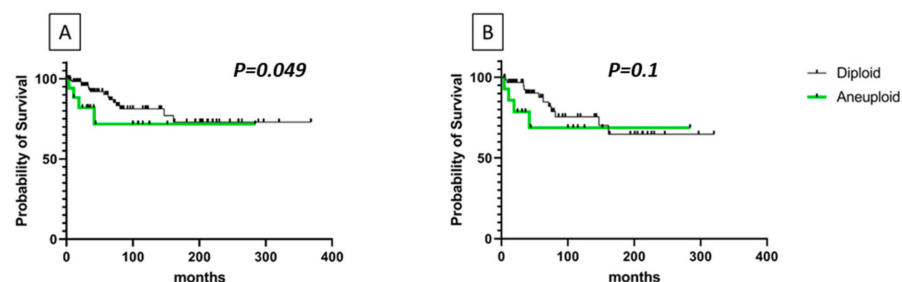 A
P=0.049
Probability of Survival
100
50
0
0 100 200 300 400
months
B
P=0.1
Probability of Survival
100
50
0
0 100 200 300 400
months
Diploid
Aneuploid